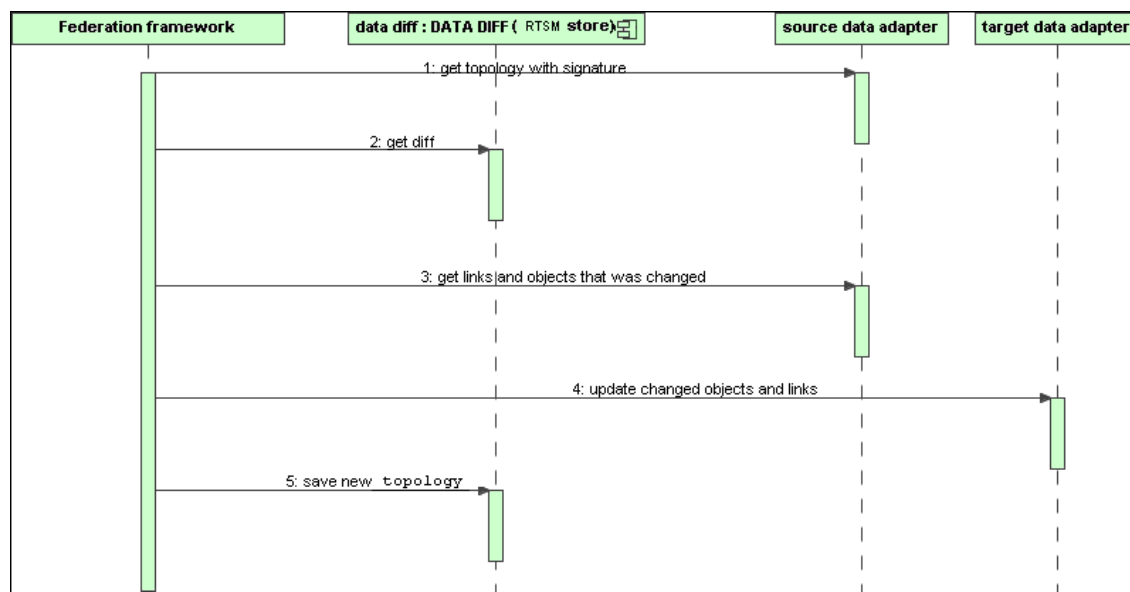 Federation framework
data diff : DATA DIFF ( RTSM store)
source data adapter
target data adapter
1: get topology with signature
2: get diff
3: get links and objects that was changed
4: update changed objects and links
5: save new topology